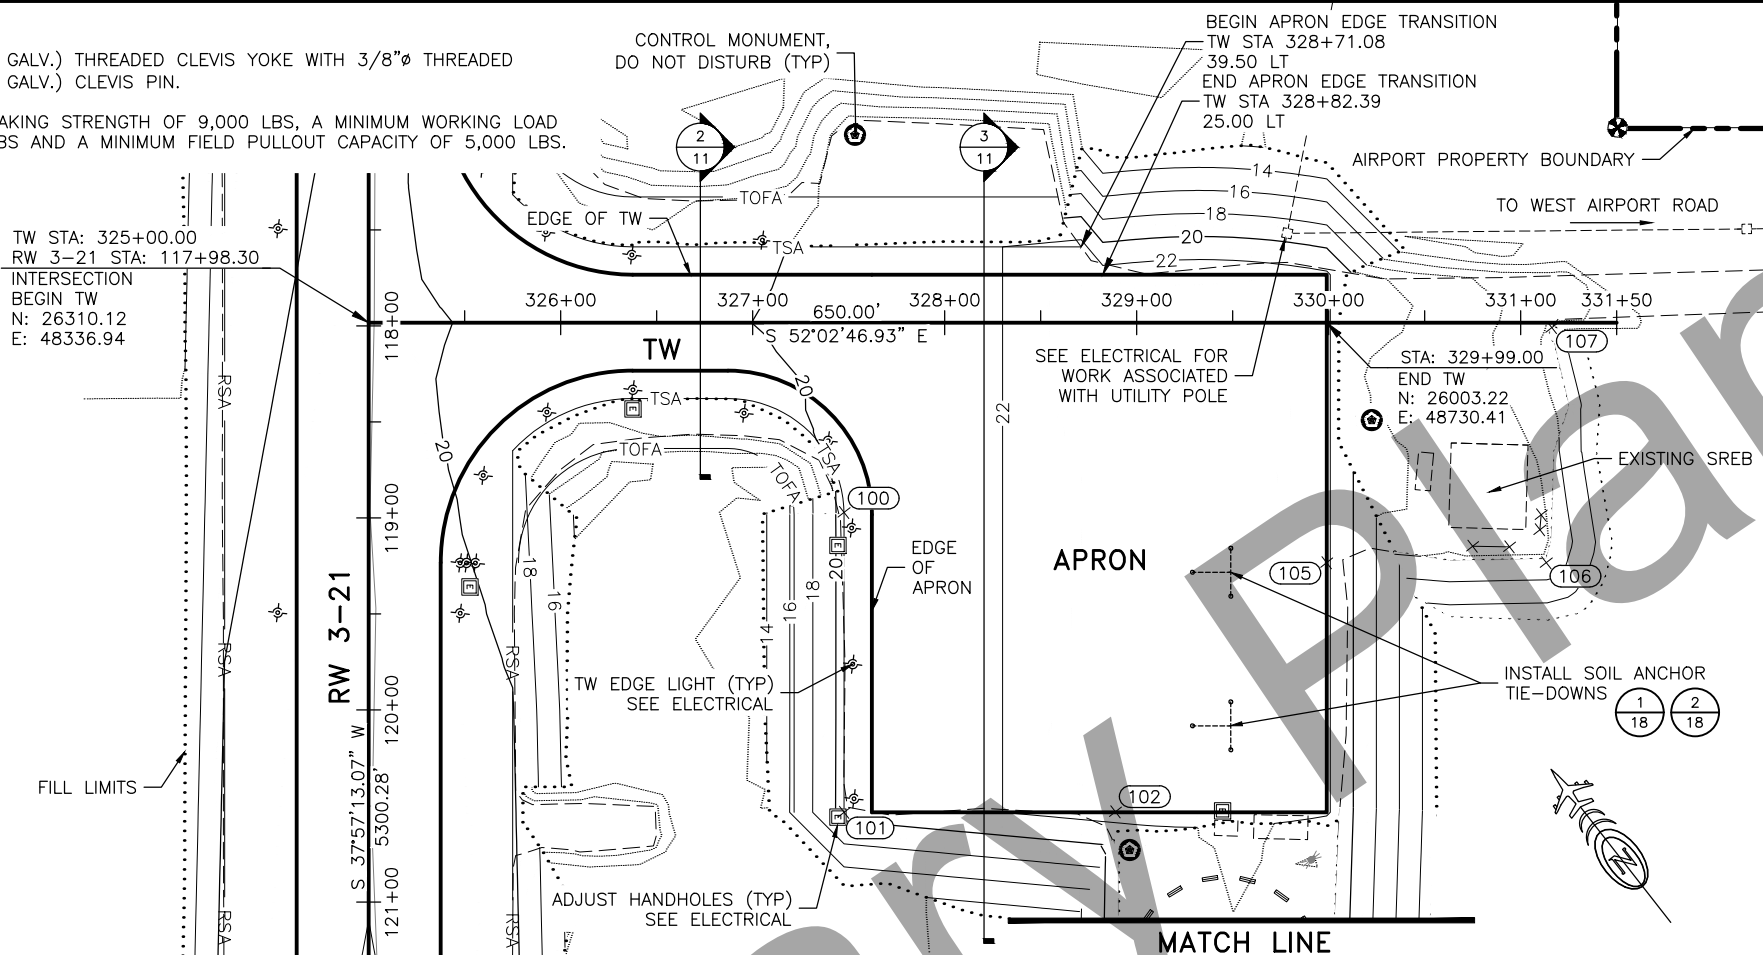 GALV.) THREADED CLEVIS YOKE WITH 3/8"ø THREADED
GALV.) CLEVIS PIN.
AKING STRENGTH OF 9,000 LBS, A MINIMUM WORKING LOAD
BS AND A MINIMUM FIELD PULLOUT CAPACITY OF 5,000 LBS.
CONTROL MONUMENT,
DO NOT DISTURB (TYP)
BEGIN APRON EDGE TRANSITION
TW STA 328+71.08
39.50 LT
END APRON EDGE TRANSITION
TW STA 328+82.39
25.00 LT
2
11
3
11
AIRPORT PROPERTY BOUNDARY
TO WEST AIRPORT ROAD
14
16
18
20
22
TOFA
EDGE OF TW
TSA
TW STA: 325+00.00
RW 3-21 STA: 117+98.30
INTERSECTION
BEGIN TW
N: 26310.12
E: 48336.94
326+00
327+00
328+00
329+00
330+00
331+00
331+50
650.00'
S 52°02'46.93" E
TW
118+00
107
SEE ELECTRICAL FOR
WORK ASSOCIATED
WITH UTILITY POLE
STA: 329+99.00
END TW
N: 26003.22
E: 48730.41
RSA
20
TSA
20
22
TOFA
TSA
TOFA
EXISTING SREB
100
119+00
EDGE
OF
APRON
APRON
105
106
18
16
14
16
18
20
RW 3-21
RSA
RSA
TW EDGE LIGHT (TYP)
SEE ELECTRICAL
INSTALL SOIL ANCHOR
TIE-DOWNS
1
18
2
18
120+00
S 37°57'13.07" W
5300.28'
FILL LIMITS
102
101
121+00
ADJUST HANDHOLES (TYP)
SEE ELECTRICAL
RSA
RSA
N
MATCH LINE
E
E
E
E
E
ry Plan